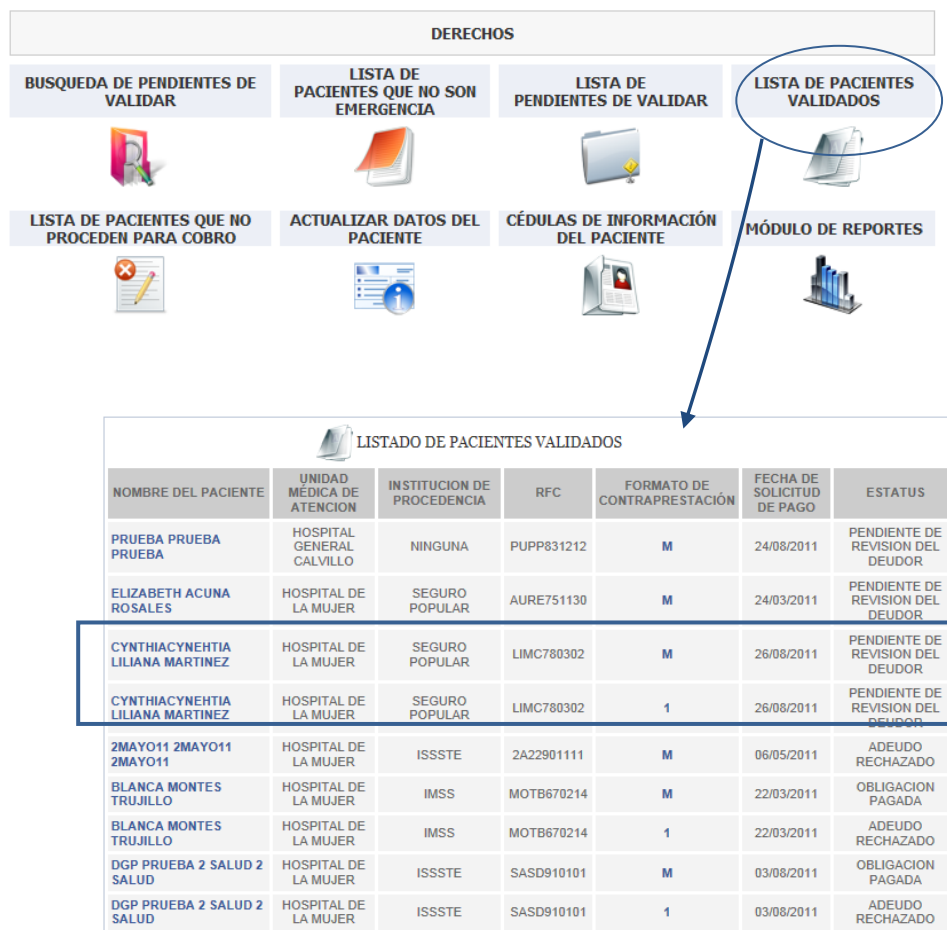 DERECHOS
BUSQUEDA DE PENDIENTES DE
VALIDAR
LISTA DE
PACIENTES QUE NO SON
EMERGENCIA
LISTA DE
PENDIENTES DE VALIDAR
LISTA DE PACIENTES
VALIDADOS
LISTA DE PACIENTES QUE NO
PROCEDEN PARA COBRO
ACTUALIZAR DATOS DEL
PACIENTE
CÉDULAS DE INFORMACIÓN
DEL PACIENTE
MÓDULO DE REPORTES
LISTADO DE PACIENTES VALIDADOS
NOMBRE DEL PACIENTE
UNIDAD
MÉDICA DE
ATENCION
INSTITUCION DE
PROCEDENCIA
RFC
FORMATO DE
CONTRAPRESTACIÓN
FECHA DE
SOLICITUD
DE PAGO
ESTATUS
PRUEBA PRUEBA
PRUEBA
HOSPITAL
GENERAL
CALVILLO
NINGUNA
PUPP831212
M
24/08/2011
PENDIENTE DE
REVISION DEL
DEUDOR
ELIZABETH ACUNA
ROSALES
HOSPITAL DE
LA MUJER
SEGURO
POPULAR
AURE751130
M
24/03/2011
PENDIENTE DE
REVISION DEL
DEUDOR
CYNTHIACYNEHTIA
LILIANA MARTINEZ
HOSPITAL DE
LA MUJER
SEGURO
POPULAR
LIMC780302
M
26/08/2011
PENDIENTE DE
REVISION DEL
DEUDOR
CYNTHIACYNEHTIA
LILIANA MARTINEZ
HOSPITAL DE
LA MUJER
SEGURO
POPULAR
LIMC780302
1
26/08/2011
PENDIENTE DE
REVISION DEL
DEUDOR
2MAYO11 2MAYO11
2MAYO11
HOSPITAL DE
LA MUJER
ISSSTE
2A22901111
M
06/05/2011
ADEUDO
RECHAZADO
BLANCA MONTES
TRUJILLO
HOSPITAL DE
LA MUJER
IMSS
MOTB670214
M
22/03/2011
OBLIGACION
PAGADA
BLANCA MONTES
TRUJILLO
HOSPITAL DE
LA MUJER
IMSS
MOTB670214
1
22/03/2011
ADEUDO
RECHAZADO
DGP PRUEBA 2 SALUD 2
SALUD
HOSPITAL DE
LA MUJER
ISSSTE
SASD910101
M
03/08/2011
OBLIGACION
PAGADA
DGP PRUEBA 2 SALUD 2
SALUD
HOSPITAL DE
LA MUJER
ISSSTE
SASD910101
1
03/08/2011
ADEUDO
RECHAZADO